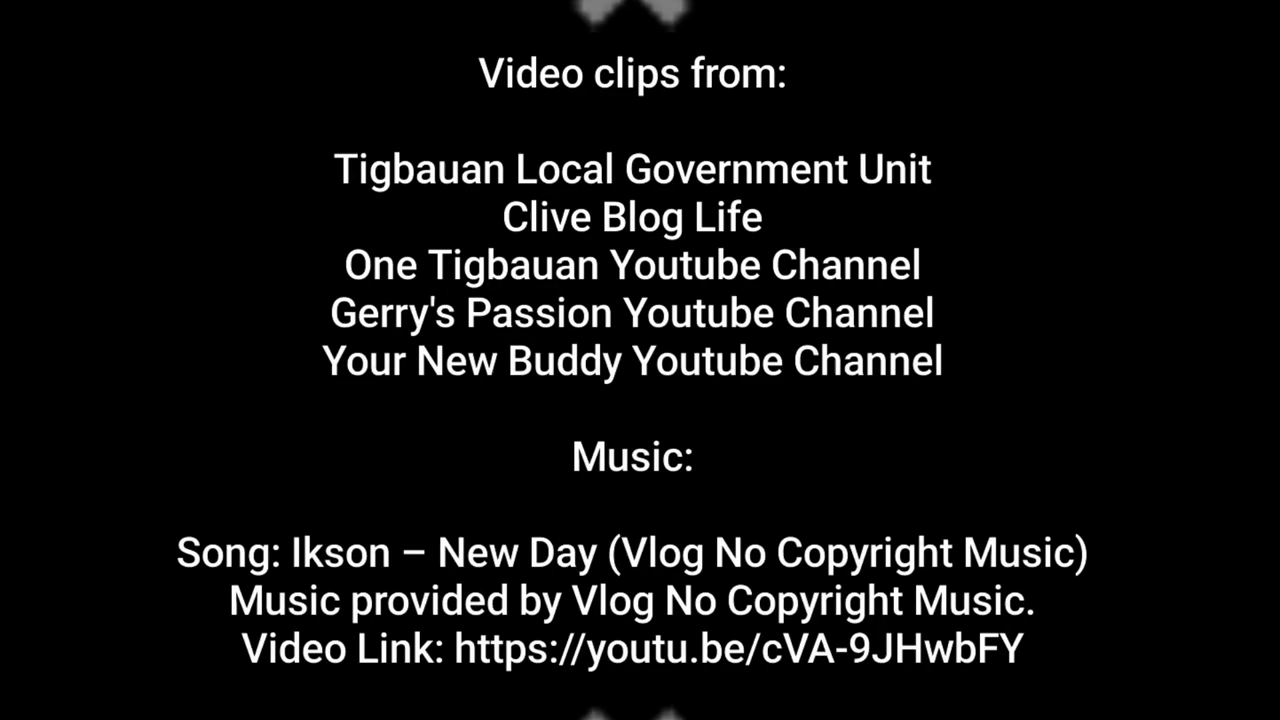 Video clips from:
Tigbauan Local Government Unit
Clive Blog Life
One Tigbauan Youtube Channel
Gerry's Passion Youtube Channel
Your New Buddy Youtube Channel
Music:
Song: Ikson – New Day (Vlog No Copyright Music)
Music provided by Vlog No Copyright Music.
Video Link: https://youtu.be/cVA-9JHwbFY